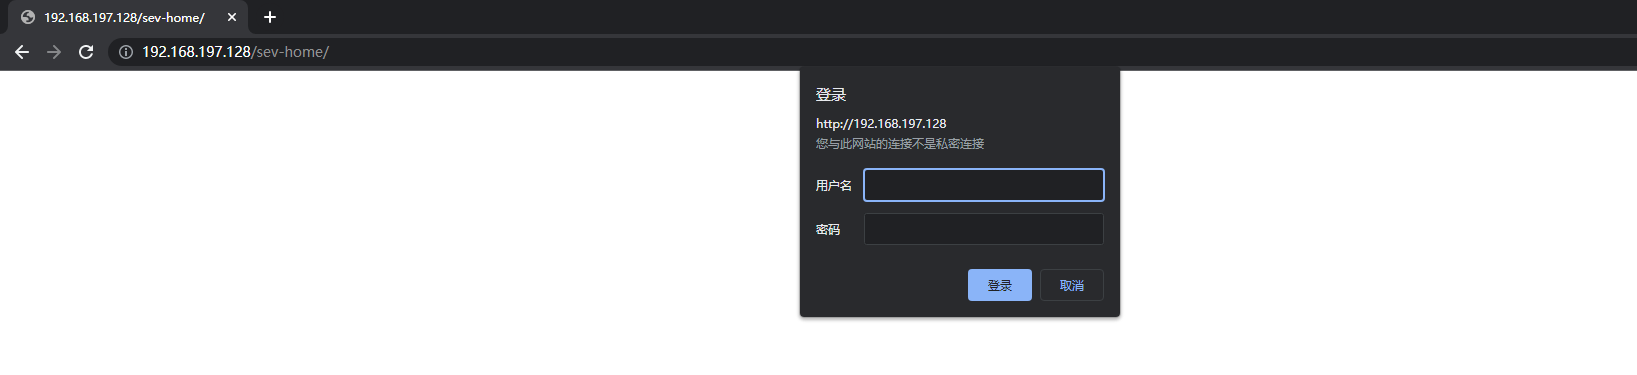 192.168.197.128/sev-home/
192.168.197.128/sev-home/
登录
http://192.168.197.128
您与此网站的连接不是私密连接
用户名
密码
登录 取消